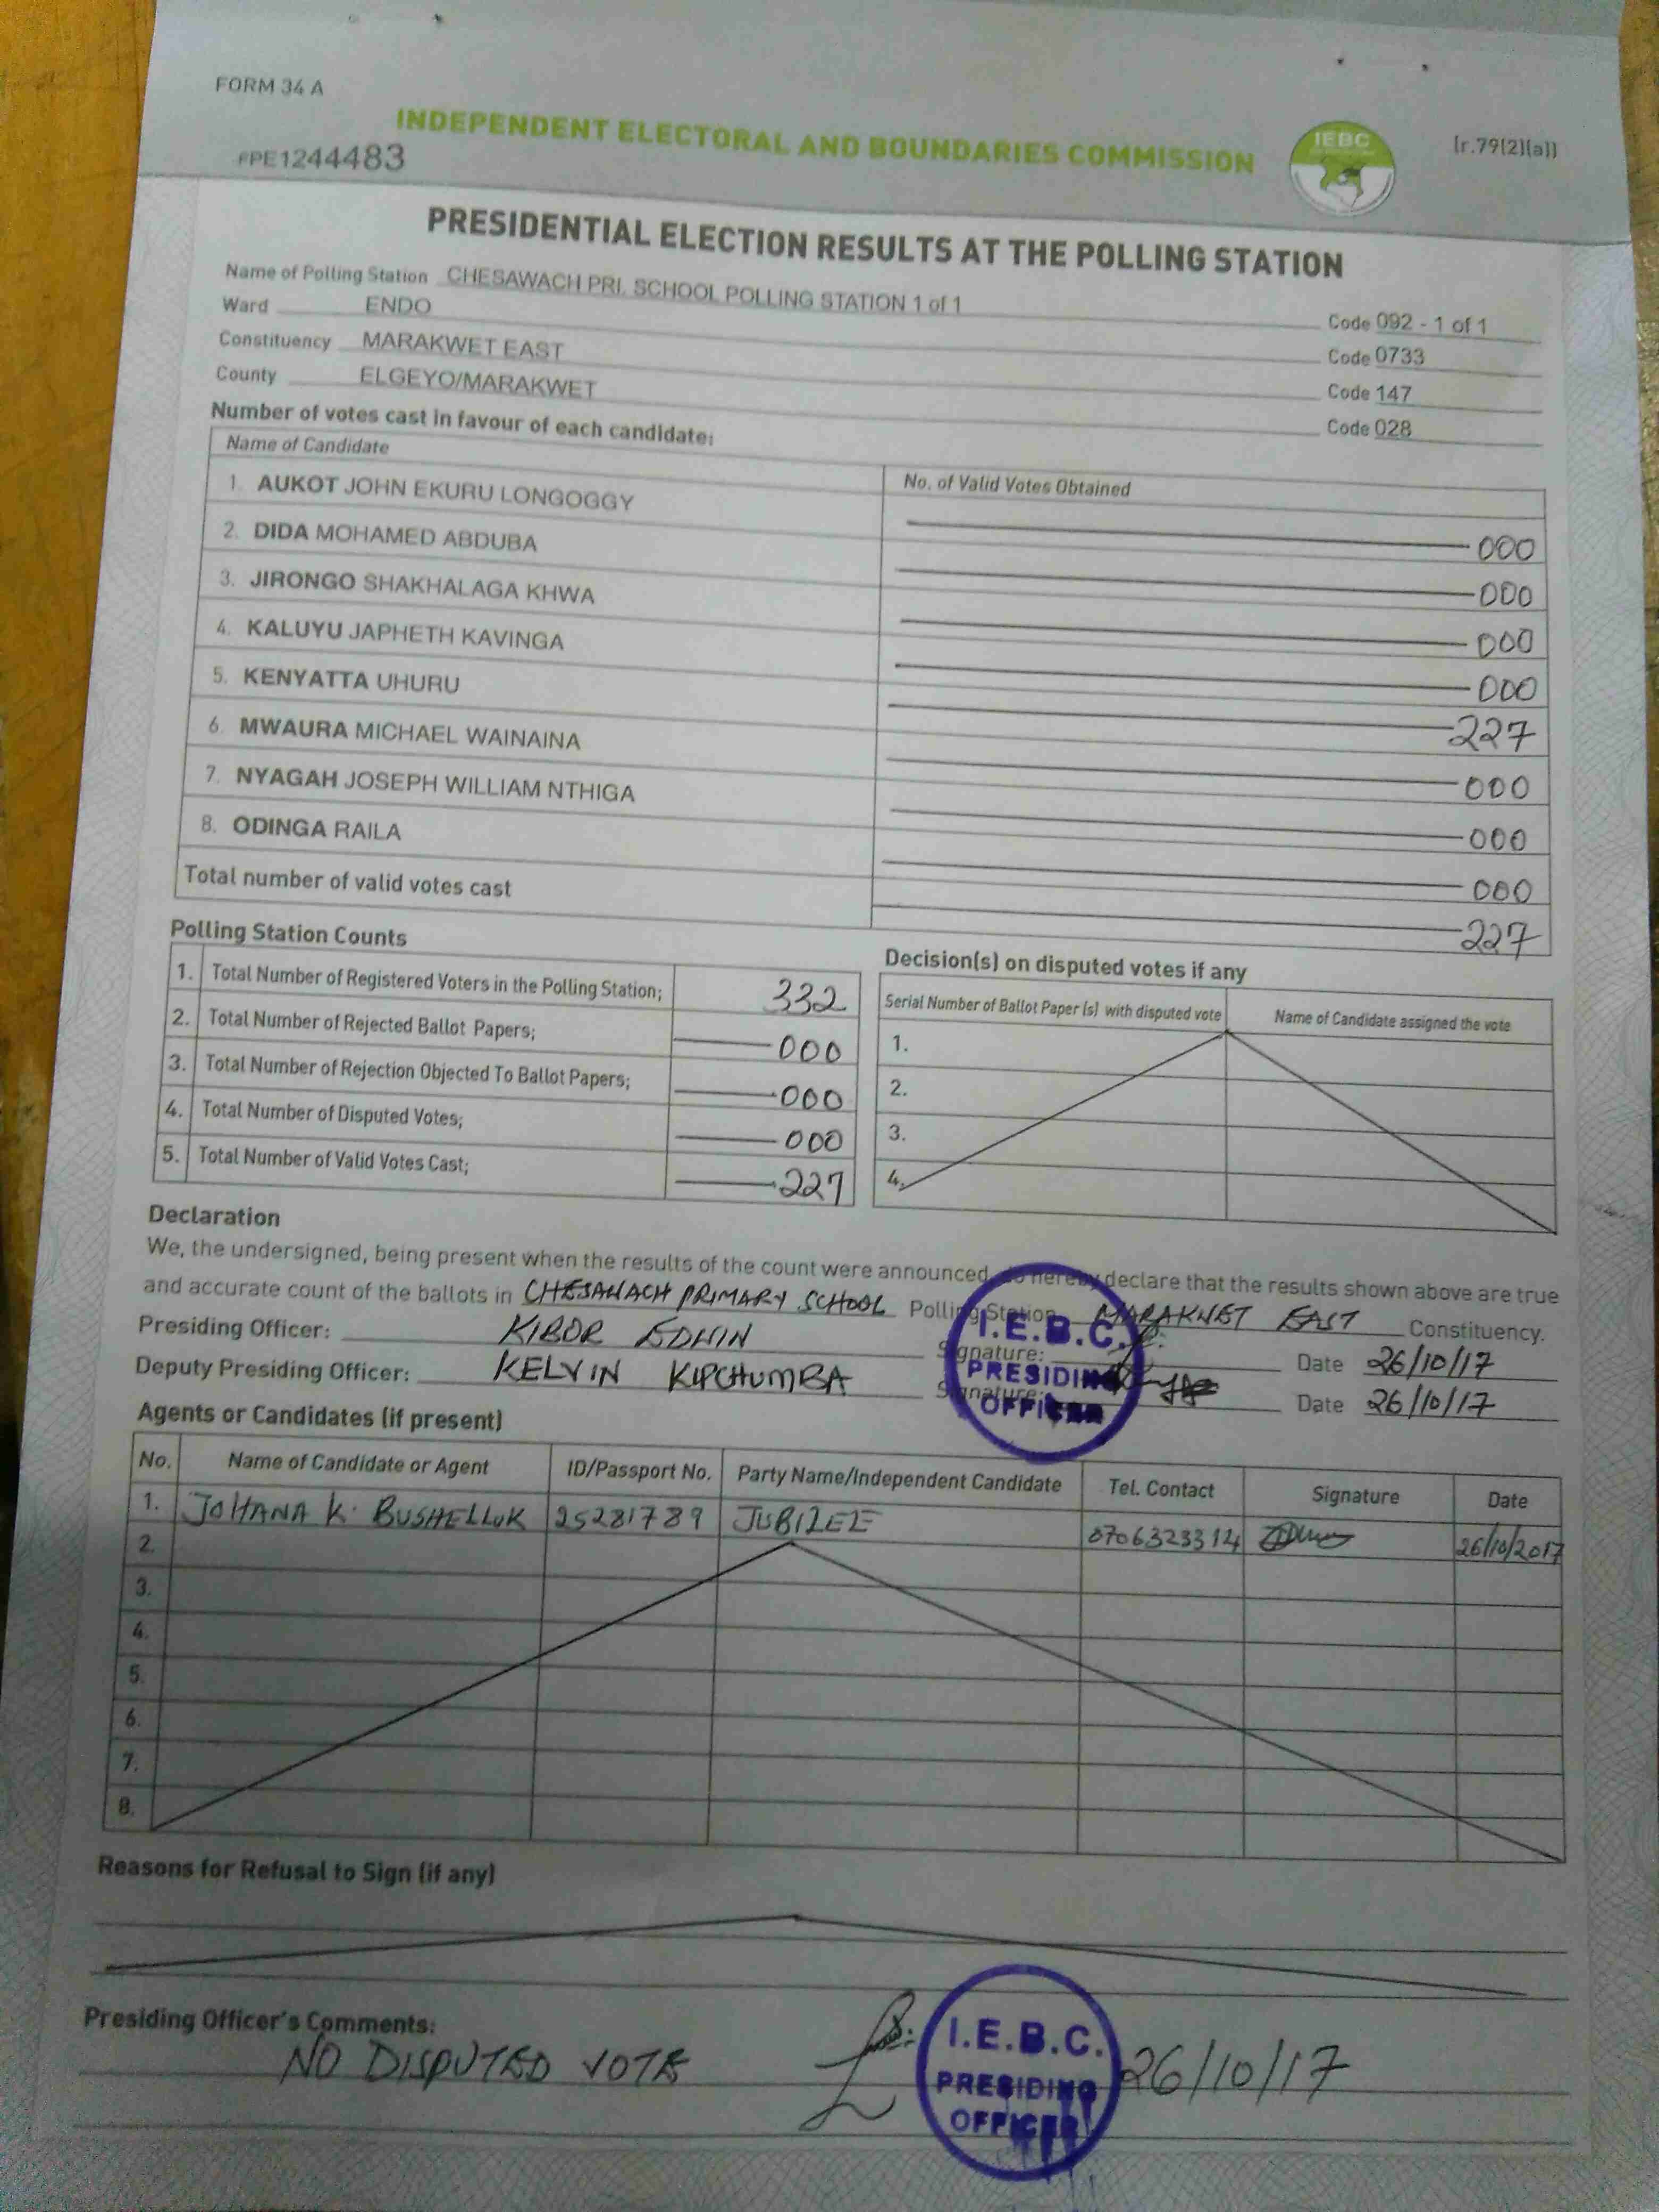 FORM 34 A
INDEPENDENT ELECTORAL AND BOUNDARIES COMMISSION
IEBC
[r.79(2)(a)]
FPE1244483
PRESIDENTIAL ELECTION RESULTS AT THE POLLING STATION
Name of Polling Station CHESAWACH PRI. SCHOOL POLLING STATION 1 of 1 Code 092 - 1 of 1
Ward ENDO Code 0733
Constituency MARAKWET EAST Code 147
County ELGEYO/MARAKWET Code 028
Number of votes cast in favour of each candidate:
Name of Candidate No. of Valid Votes Obtained
1. AUKOT JOHN EKURU LONGOGGY 000
2. DIDA MOHAMED ABDUBA 000
3. JIRONGO SHAKHALAGA KHWA 000
4. KALUYU JAPHETH KAVINGA 000
5. KENYATTA UHURU 227
6. MWAURA MICHAEL WAINAINA 000
7. NYAGAH JOSEPH WILLIAM NTHIGA 000
8. ODINGA RAILA 000
Total number of valid votes cast 227
Polling Station Counts
1. Total Number of Registered Voters in the Polling Station; 332
2. Total Number of Rejected Ballot Papers; 000
3. Total Number of Rejection Objected To Ballot Papers; 000
4. Total Number of Disputed Votes; 000
5. Total Number of Valid Votes Cast; 227
Decision(s) on disputed votes if any
Serial Number of Ballot Paper (s) with disputed vote Name of Candidate assigned the vote
1.
2.
3.
4.
Declaration
We, the undersigned, being present when the results of the count were announced, do hereby declare that the results shown above are true
and accurate count of the ballots in CHESAWACH PRIMARY SCHOOL Polling Station MARAKWET EAST Constituency.
Presiding Officer: KIBOR EDWIN Signature: Date 26/10/17
Deputy Presiding Officer: KELVIN KIPCHUMBA Signature: Date 26/10/17
I.E.B.C.
PRESIDING
OFFICER
Agents or Candidates (if present)
No. Name of Candidate or Agent ID/Passport No. Party Name/Independent Candidate Tel. Contact Signature Date
1. JOHANA K. BUSHELLUK 25281789 JUBILEE 0706323314 26/10/2017
2.
3.
4.
5.
6.
7.
8.
Reasons for Refusal to Sign (if any)
Presiding Officer's Comments:
NO DISPUTED VOTE 26/10/17
I.E.B.C.
PRESIDING
OFFICER